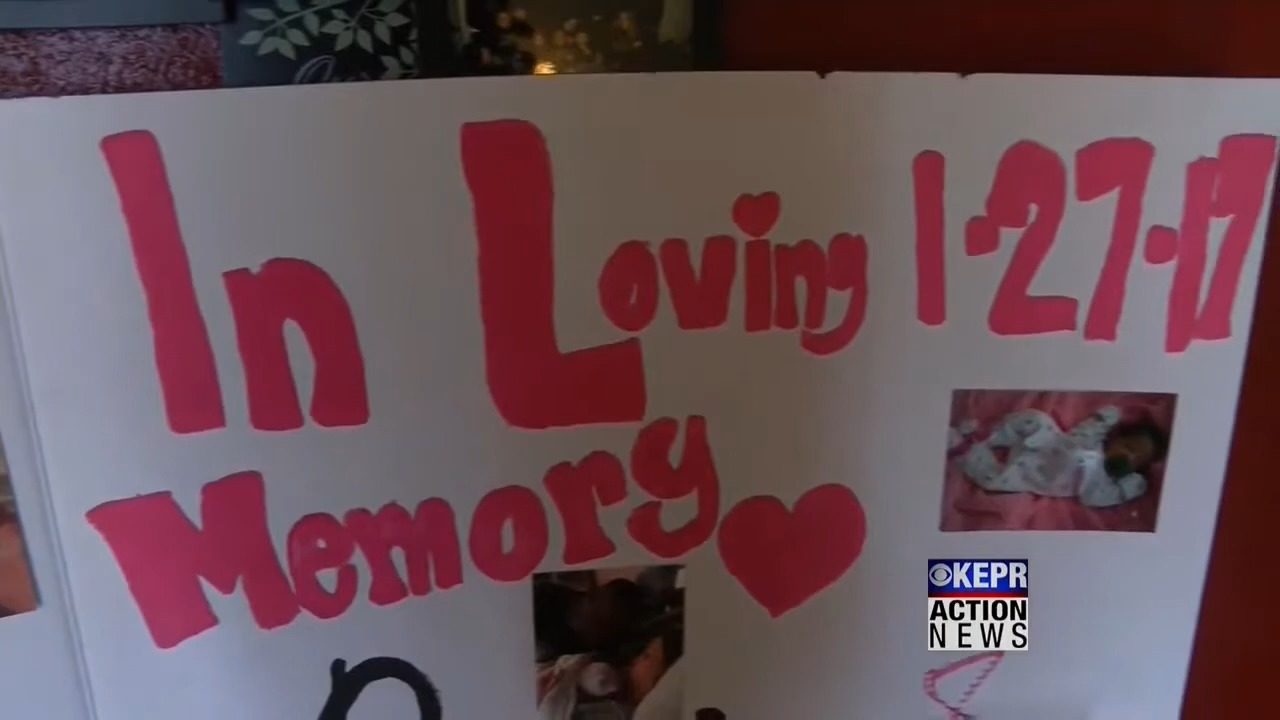 In Loving 1-27-17
Memory
KEPR
ACTION
NEWS